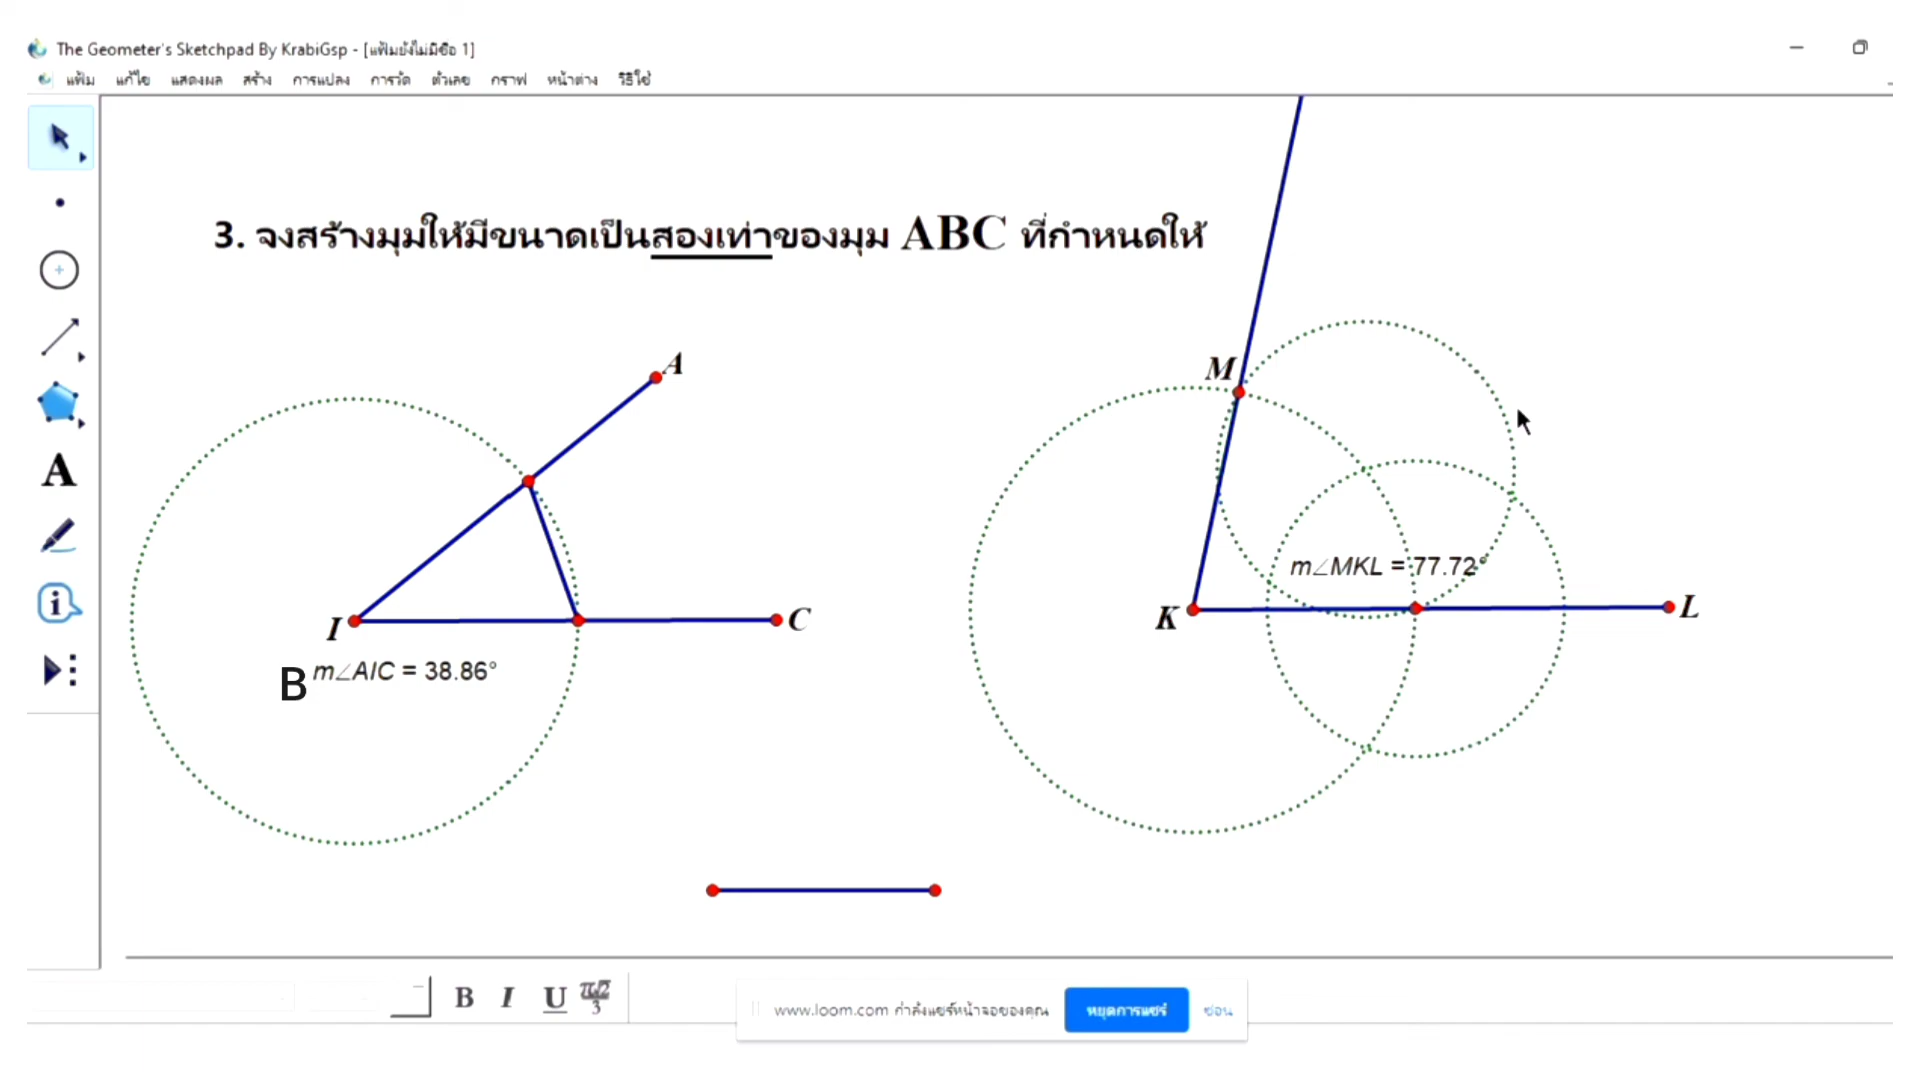 The Geometer's Sketchpad By KrabiGsp - [แฟ้มยังไม่มีชื่อ 1]
แฟ้ม แก้ไข แสดงผล สร้าง การแปลง การวัด ตัวเลข กราฟ หน้าต่าง วิธีใช้
3. จงสร้างมุมให้มีขนาดเป็นสองเท่าของมุม ABC ที่กำหนดให้
A
M
A
i
m∠MKL = 77.72°
I
C
K
L
B
m∠AIC = 38.86°
B I U
www.loom.com กำลังแชร์หน้าจอของคุณ หยุดการแชร์ ซ่อน